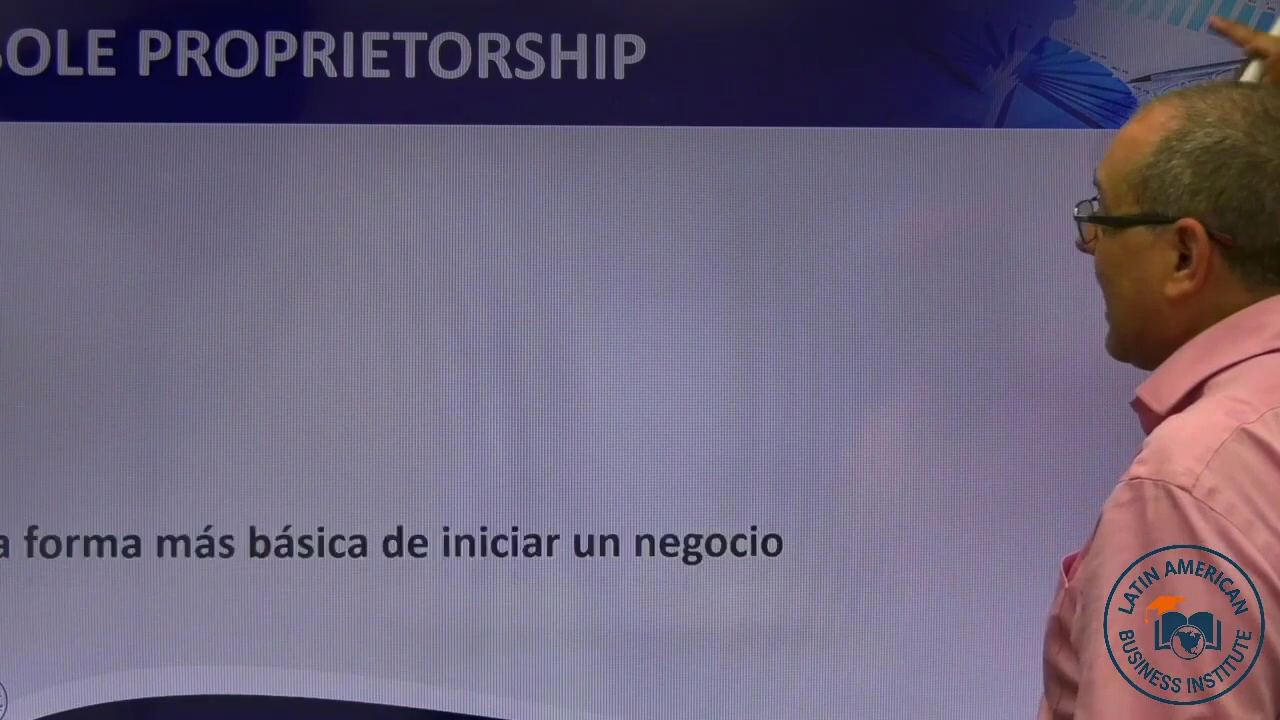 SOLE PROPRIETORSHIP
a forma más básica de iniciar un negocio
LATIN AMERICAN
BUSINESS INSTITUTE